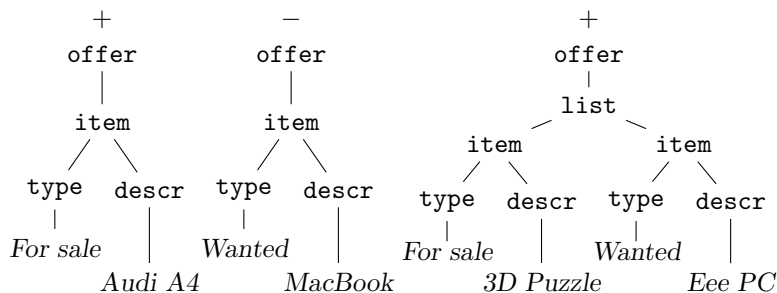 + − +
offer offer offer
list
item item item item
type descr type descr type descr type descr
For sale Wanted For sale Wanted
Audi A4 MacBook 3D Puzzle Eee PC